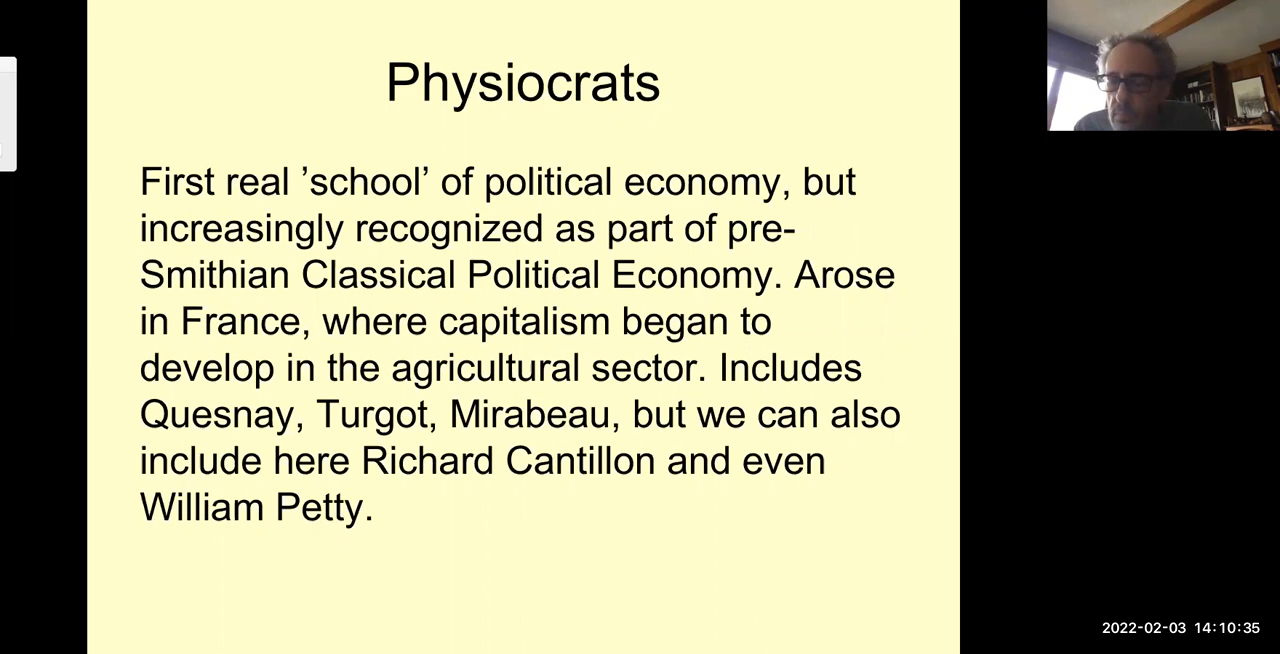 Physiocrats
First real ’school’ of political economy, but
increasingly recognized as part of pre-
Smithian Classical Political Economy. Arose
in France, where capitalism began to
develop in the agricultural sector. Includes
Quesnay, Turgot, Mirabeau, but we can also
include here Richard Cantillon and even
William Petty.
2022-02-03 14:10:35